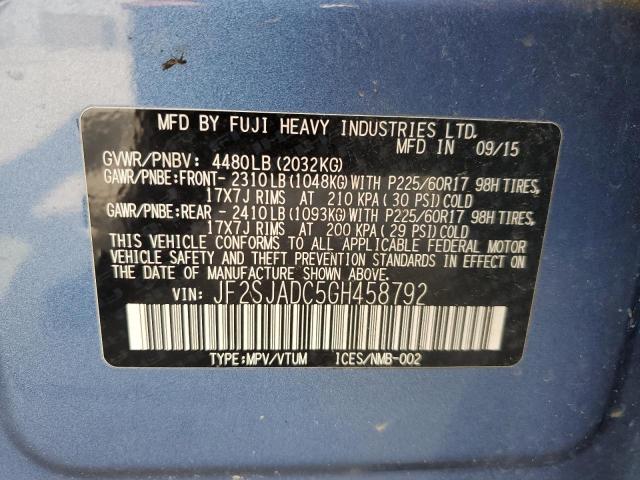 MFD BY FUJI HEAVY INDUSTRIES LTD.
MFD IN 09/15
GVWR/PNBV: 4480LB(2032KG)
GAWR/PNBE:FRONT- 2310LB(1048KG)WITH P225/60R17 98H TIRES,
17X7J RIMS AT 210 KPA(30 PSI)COLD
GAWR/PNBE:REAR - 2410LB(1093KG)WITH P225/60R17 98H TIRES,
17X7J RIMS AT 200 KPA(29 PSI)COLD
THIS VEHICLE CONFORMS TO ALL APPLICABLE FEDERAL MOTOR
VEHICLE SAFETY AND THEFT PREVENTION STANDARDS IN EFFECT
ON THE DATE OF MANUFACTURE SHOWN ABOVE.
VIN: JF2SJADC5GH458792
TYPE:MPV/VTUM ICES/NMB-002